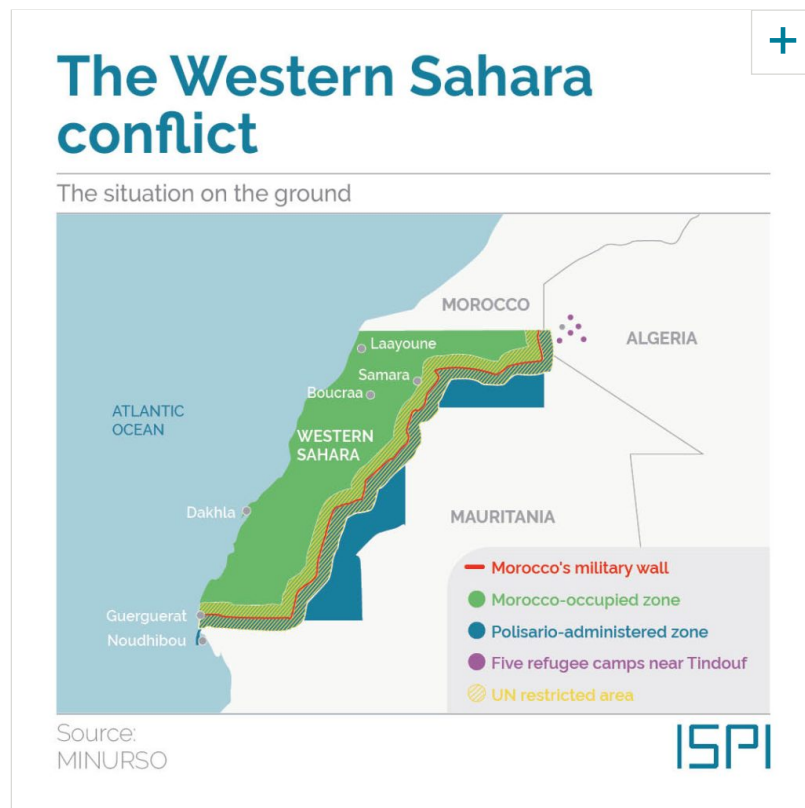 The Western Sahara
conflict
The situation on the ground
MOROCCO
Laayoune
ALGERIA
Samara
Boucraa
ATLANTIC
OCEAN
WESTERN
SAHARA
Dakhla
MAURITANIA
Morocco's military wall
Morocco-occupied zone
Guerguerat
Polisario-administered zone
Noudhibou
Five refugee camps near Tindouf
UN restricted area
Source:
MINURSO
ISPI